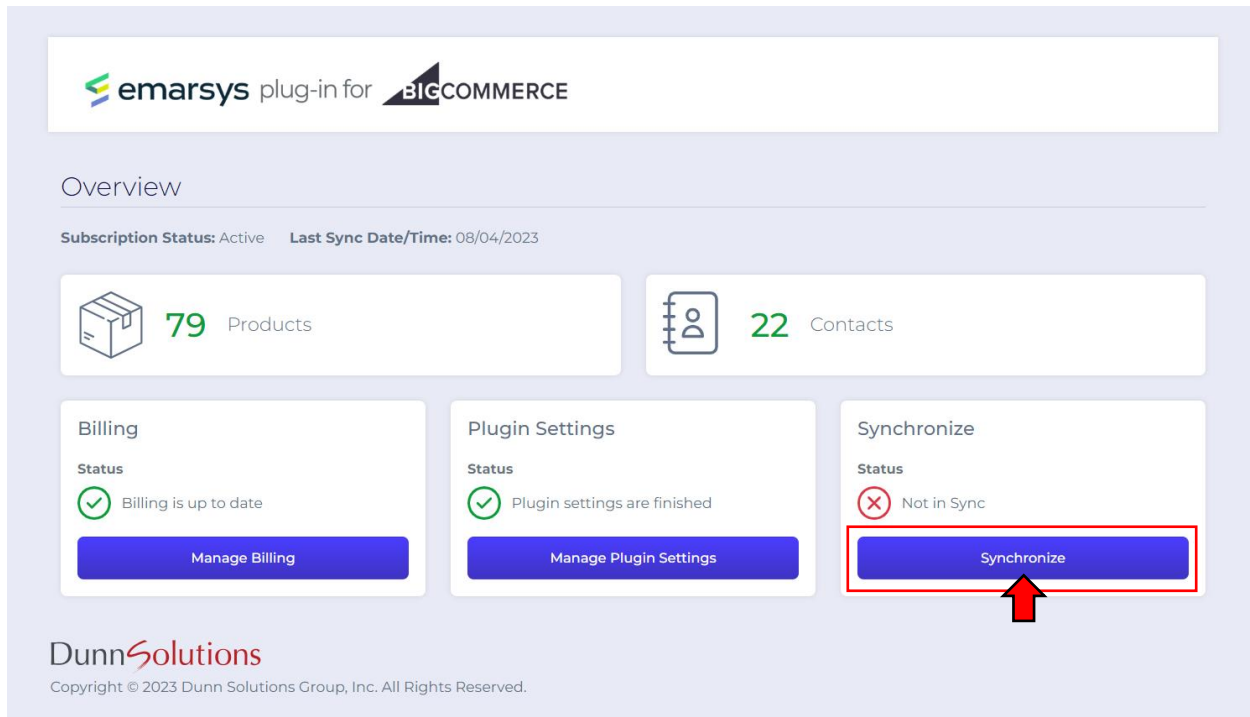 emarsys plug-in for BIGCOMMERCE
Overview
Subscription Status: Active Last Sync Date/Time: 08/04/2023
79 Products
22 Contacts
Billing
Status
Billing is up to date
Manage Billing
Plugin Settings
Status
Plugin settings are finished
Manage Plugin Settings
Synchronize
Status
Not in Sync
Synchronize
DunnSolutions
Copyright © 2023 Dunn Solutions Group, Inc. All Rights Reserved.